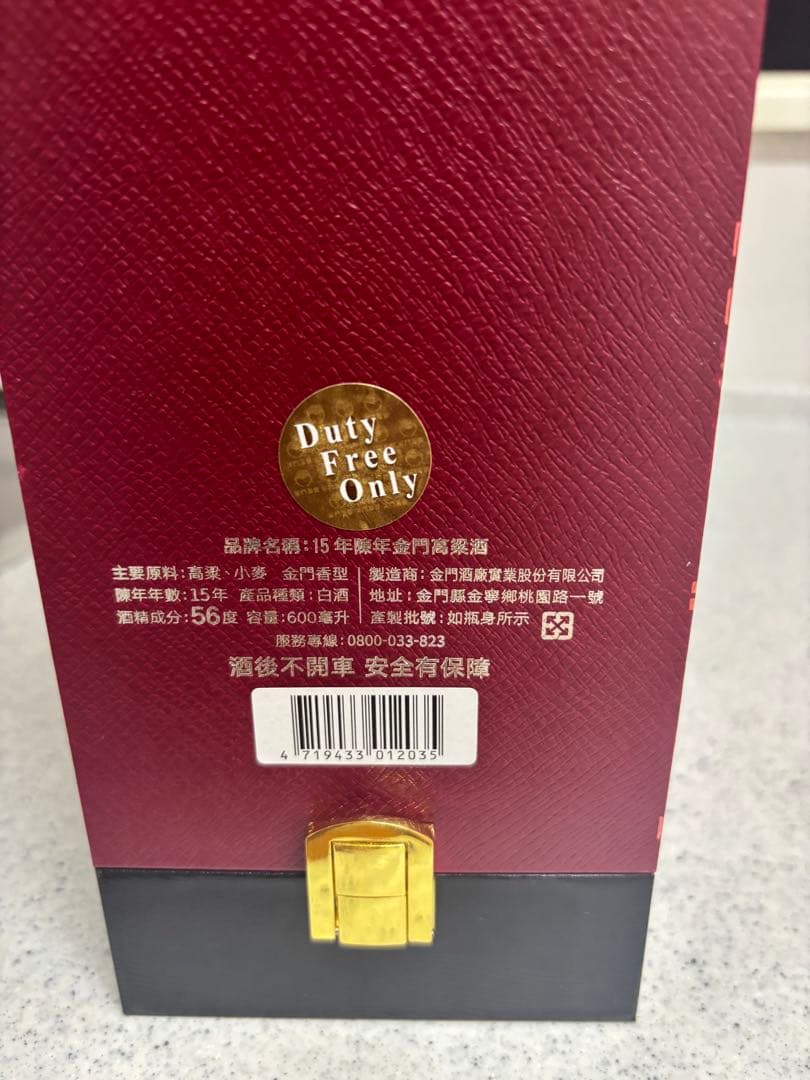 Duty
Free
Only
品牌名稱:15年陳年金門高粱酒
主要原料:高粱、小麥 金門香型
陳年年數:15年 產品種類:白酒
酒精成分:56度 容量:600毫升
製造商:金門酒廠實業股份有限公司
地址:金門縣金寧鄉桃園路一號
產製批號:如瓶身所示
服務專線:0800-033-823
酒後不開車 安全有保障
4 719433 012035